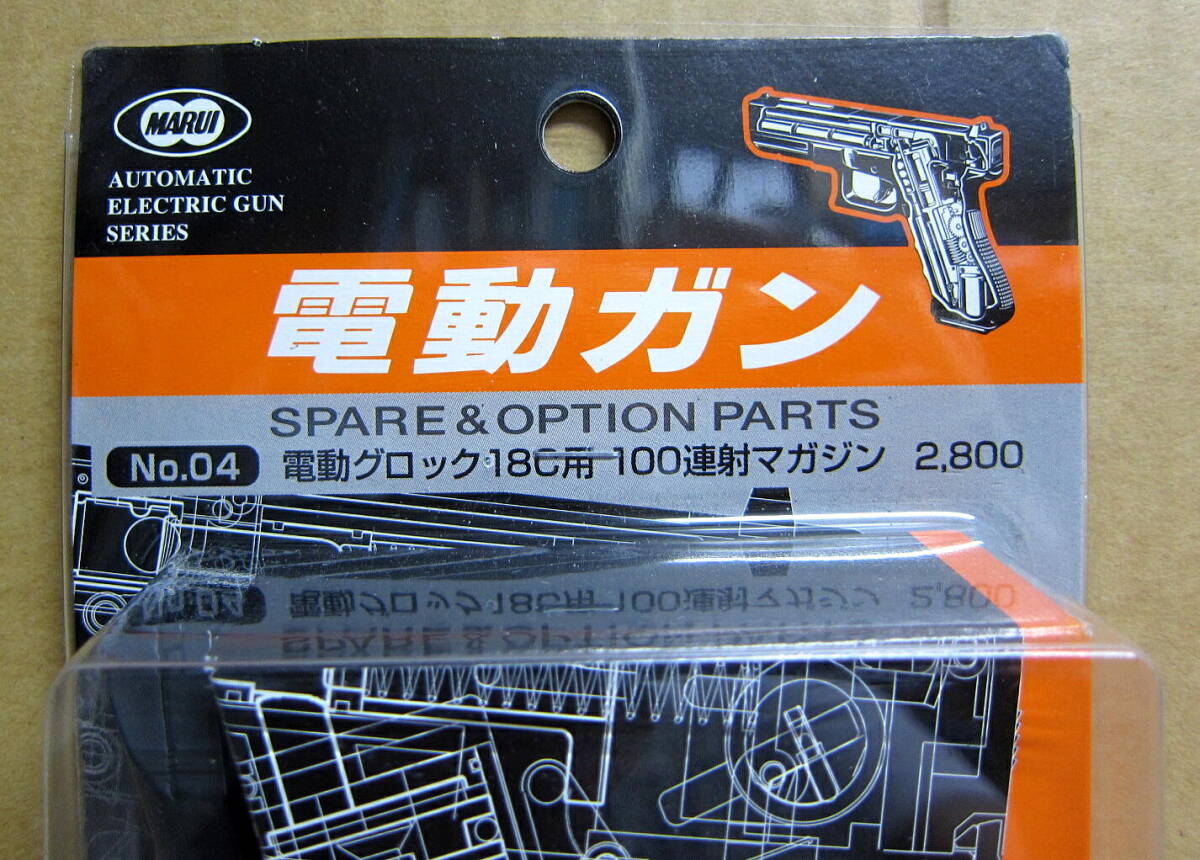 MARUI
AUTOMATIC
ELECTRIC GUN
SERIES
電動ガン
SPARE & OPTION PARTS
No.04 電動グロック18C用 100連射マガジン 2,800